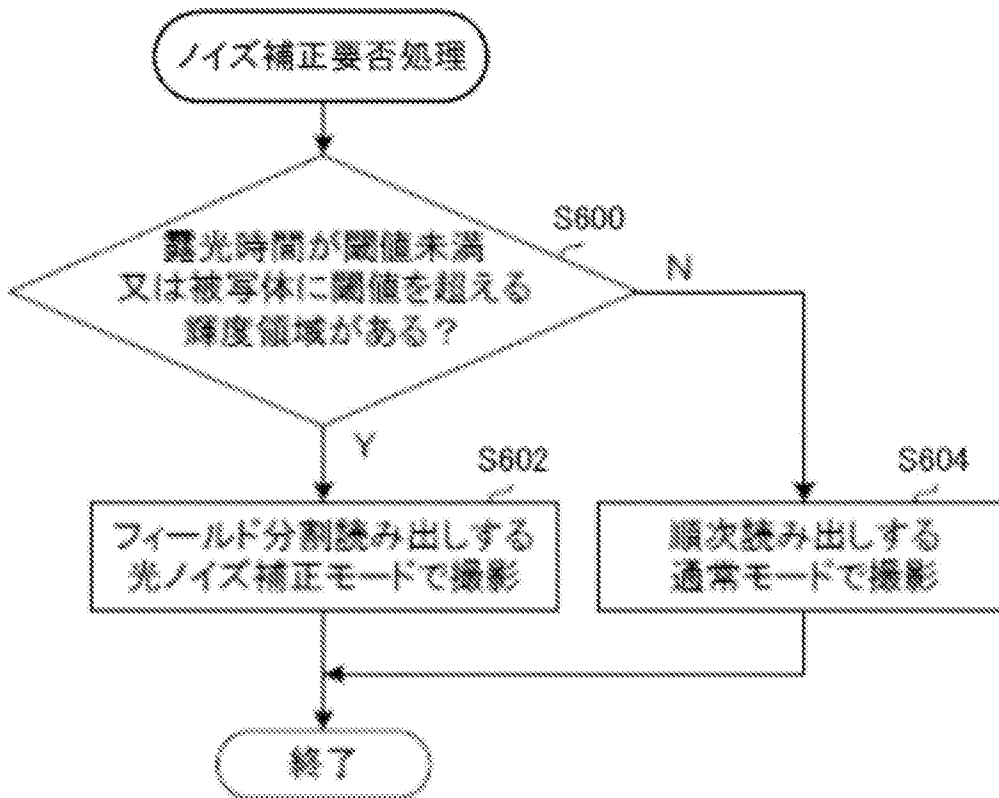 ノイズ補正要否処理
S600
露光時間が閾値未満
又は被写体に閾値を超える
輝度領域がある?
N
Y
S602
フィールド分割読み出しする
光ノイズ補正モードで撮影
S604
順次読み出しする
通常モードで撮影
終了